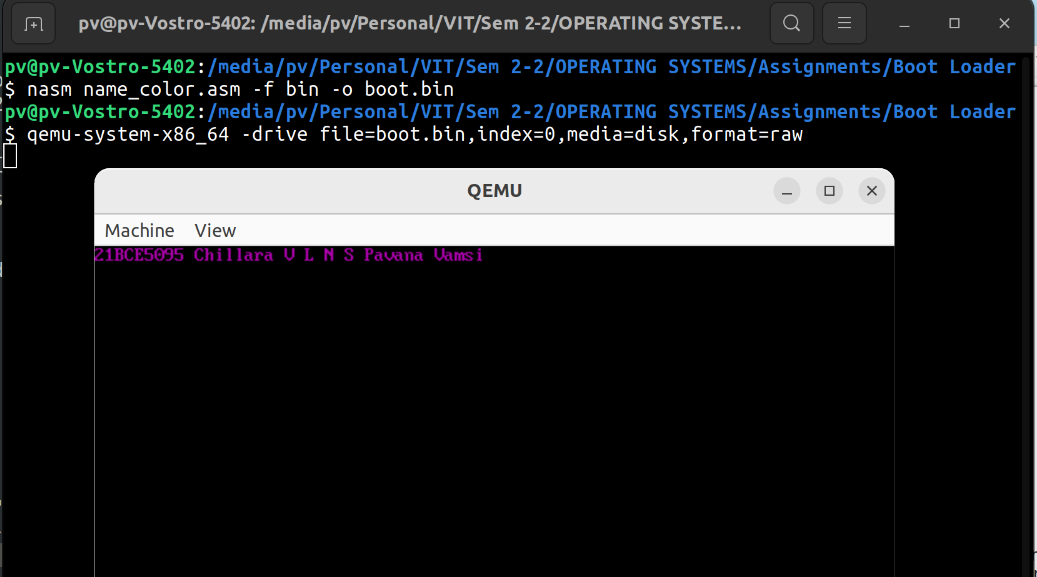 pv@pv-Vostro-5402: /media/pv/Personal/VIT/Sem 2-2/OPERATING SYSTE...
pv@pv-Vostro-5402:/media/pv/Personal/VIT/Sem 2-2/OPERATING SYSTEMS/Assignments/Boot Loader
$ nasm name_color.asm -f bin -o boot.bin
pv@pv-Vostro-5402:/media/pv/Personal/VIT/Sem 2-2/OPERATING SYSTEMS/Assignments/Boot Loader
$ qemu-system-x86_64 -drive file=boot.bin,index=0,media=disk,format=raw
QEMU
Machine View
21BCE5095 Chillara V L N S Pavana Vamsi